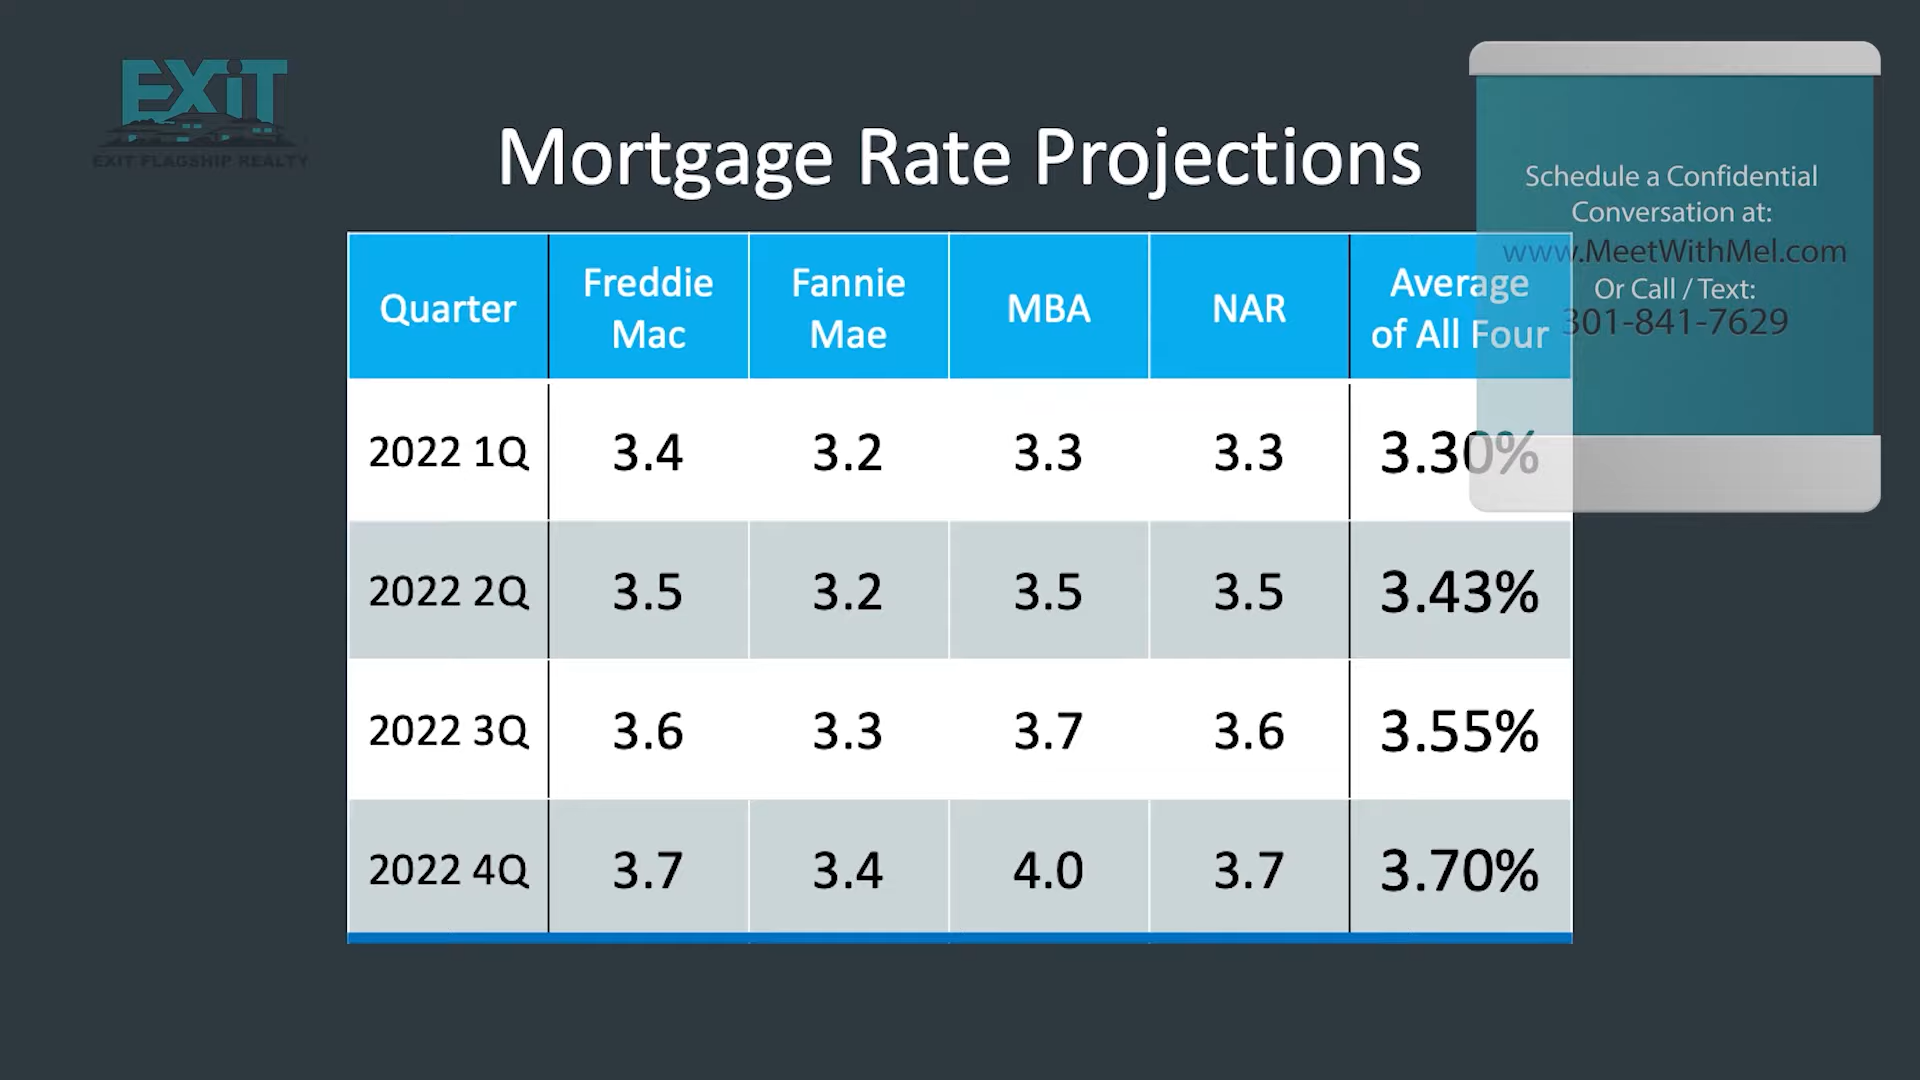 EXiT
EXIT FLAGSHIP REALTY
Mortgage Rate Projections
Schedule a Confidential
Conversation at:
www.MeetWithMel.com
Or Call / Text:
301-841-7629
Quarter Freddie Mac Fannie Mae MBA NAR Average of All Four
2022 1Q 3.4 3.2 3.3 3.3 3.30%
2022 2Q 3.5 3.2 3.5 3.5 3.43%
2022 3Q 3.6 3.3 3.7 3.6 3.55%
2022 4Q 3.7 3.4 4.0 3.7 3.70%